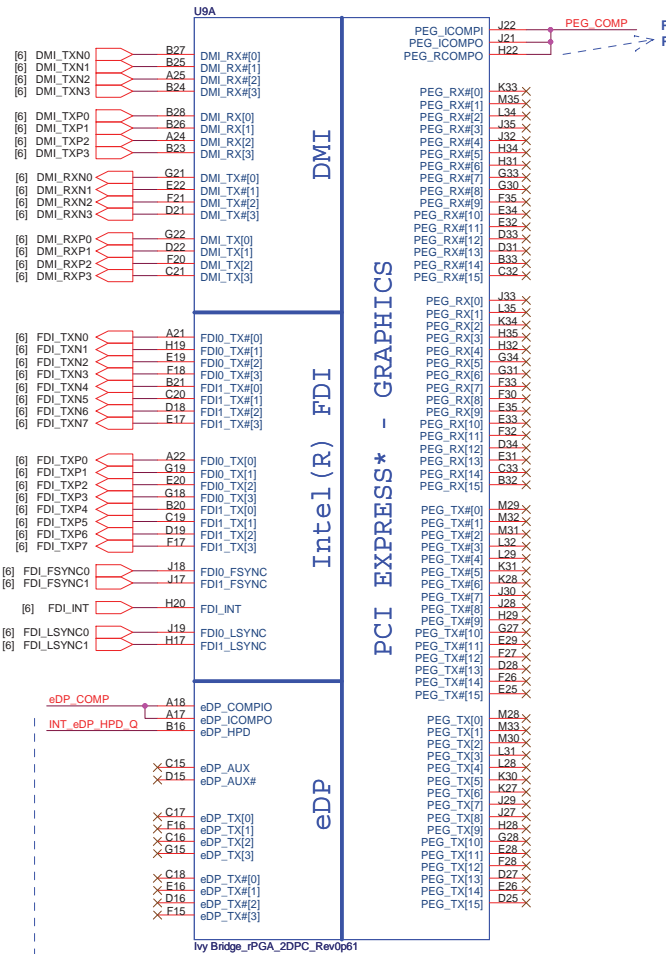 U9A
[6] DMI_TXN0 B27 DMI_RX#[0]
[6] DMI_TXN1 B25 DMI_RX#[1]
[6] DMI_TXN2 A25 DMI_RX#[2]
[6] DMI_TXN3 B24 DMI_RX#[3]
[6] DMI_TXP0 B28 DMI_RX[0]
[6] DMI_TXP1 B26 DMI_RX[1]
[6] DMI_TXP2 A24 DMI_RX[2]
[6] DMI_TXP3 B23 DMI_RX[3]
[6] DMI_RXN0 G21 DMI_TX#[0]
[6] DMI_RXN1 E22 DMI_TX#[1]
[6] DMI_RXN2 F21 DMI_TX#[2]
[6] DMI_RXN3 D21 DMI_TX#[3]
[6] DMI_RXP0 G22 DMI_TX[0]
[6] DMI_RXP1 D22 DMI_TX[1]
[6] DMI_RXP2 F20 DMI_TX[2]
[6] DMI_RXP3 C21 DMI_TX[3]
DMI
[6] FDI_TXN0 A21 FDI0_TX#[0]
[6] FDI_TXN1 H19 FDI0_TX#[1]
[6] FDI_TXN2 E19 FDI0_TX#[2]
[6] FDI_TXN3 F18 FDI0_TX#[3]
[6] FDI_TXN4 B21 FDI1_TX#[0]
[6] FDI_TXN5 C20 FDI1_TX#[1]
[6] FDI_TXN6 D18 FDI1_TX#[2]
[6] FDI_TXN7 E17 FDI1_TX#[3]
[6] FDI_TXP0 A22 FDI0_TX[0]
[6] FDI_TXP1 G19 FDI0_TX[1]
[6] FDI_TXP2 E20 FDI0_TX[2]
[6] FDI_TXP3 G18 FDI0_TX[3]
[6] FDI_TXP4 B20 FDI1_TX[0]
[6] FDI_TXP5 C19 FDI1_TX[1]
[6] FDI_TXP6 D19 FDI1_TX[2]
[6] FDI_TXP7 F17 FDI1_TX[3]
[6] FDI_FSYNC0 J18 FDI0_FSYNC
[6] FDI_FSYNC1 J17 FDI1_FSYNC
[6] FDI_INT H20 FDI_INT
[6] FDI_LSYNC0 J19 FDI0_LSYNC
[6] FDI_LSYNC1 H17 FDI1_LSYNC
Intel(R) FDI
eDP_COMP A18 eDP_COMPIO
A17 eDP_ICOMPO
INT_eDP_HPD_Q B16 eDP_HPD
C15 eDP_AUX
D15 eDP_AUX#
C17 eDP_TX[0]
F16 eDP_TX[1]
C16 eDP_TX[2]
G15 eDP_TX[3]
C18 eDP_TX#[0]
E16 eDP_TX#[1]
D16 eDP_TX#[2]
F15 eDP_TX#[3]
eDP
PCI EXPRESS* - GRAPHICS
PEG_ICOMPI J22 PEG_COMP
PEG_ICOMPO J21
PEG_RCOMPO H22
PEG_RX#[0] K33
PEG_RX#[1] M35
PEG_RX#[2] L34
PEG_RX#[3] J35
PEG_RX#[4] J32
PEG_RX#[5] H34
PEG_RX#[6] H31
PEG_RX#[7] G33
PEG_RX#[8] G30
PEG_RX#[9] F35
PEG_RX#[10] E34
PEG_RX#[11] E32
PEG_RX#[12] D33
PEG_RX#[13] D31
PEG_RX#[14] B33
PEG_RX#[15] C32
PEG_RX[0] J33
PEG_RX[1] L35
PEG_RX[2] K34
PEG_RX[3] H35
PEG_RX[4] H32
PEG_RX[5] G34
PEG_RX[6] G31
PEG_RX[7] F33
PEG_RX[8] F30
PEG_RX[9] E35
PEG_RX[10] E33
PEG_RX[11] F32
PEG_RX[12] D34
PEG_RX[13] E31
PEG_RX[14] C33
PEG_RX[15] B32
PEG_TX#[0] M29
PEG_TX#[1] M32
PEG_TX#[2] M31
PEG_TX#[3] L32
PEG_TX#[4] L29
PEG_TX#[5] K31
PEG_TX#[6] K28
PEG_TX#[7] J30
PEG_TX#[8] J28
PEG_TX#[9] H29
PEG_TX#[10] G27
PEG_TX#[11] E29
PEG_TX#[12] F27
PEG_TX#[13] D28
PEG_TX#[14] F26
PEG_TX#[15] E25
PEG_TX[0] M28
PEG_TX[1] M33
PEG_TX[2] M30
PEG_TX[3] L31
PEG_TX[4] L28
PEG_TX[5] K30
PEG_TX[6] K27
PEG_TX[7] J29
PEG_TX[8] J27
PEG_TX[9] H28
PEG_TX[10] G28
PEG_TX[11] E28
PEG_TX[12] F28
PEG_TX[13] D27
PEG_TX[14] E26
PEG_TX[15] D25
Ivy Bridge_rPGA_2DPC_Rev0p61